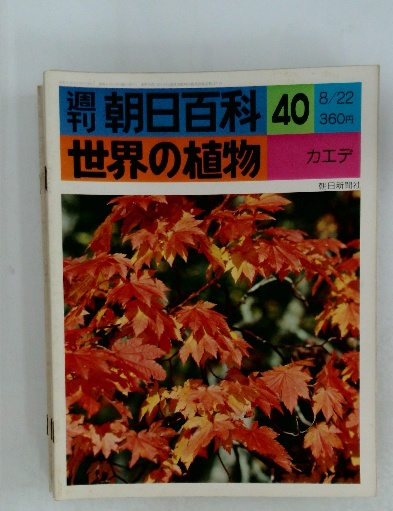 週刊 朝日百科 40 8/22
360円
世界の植物 カエデ
朝日新聞社